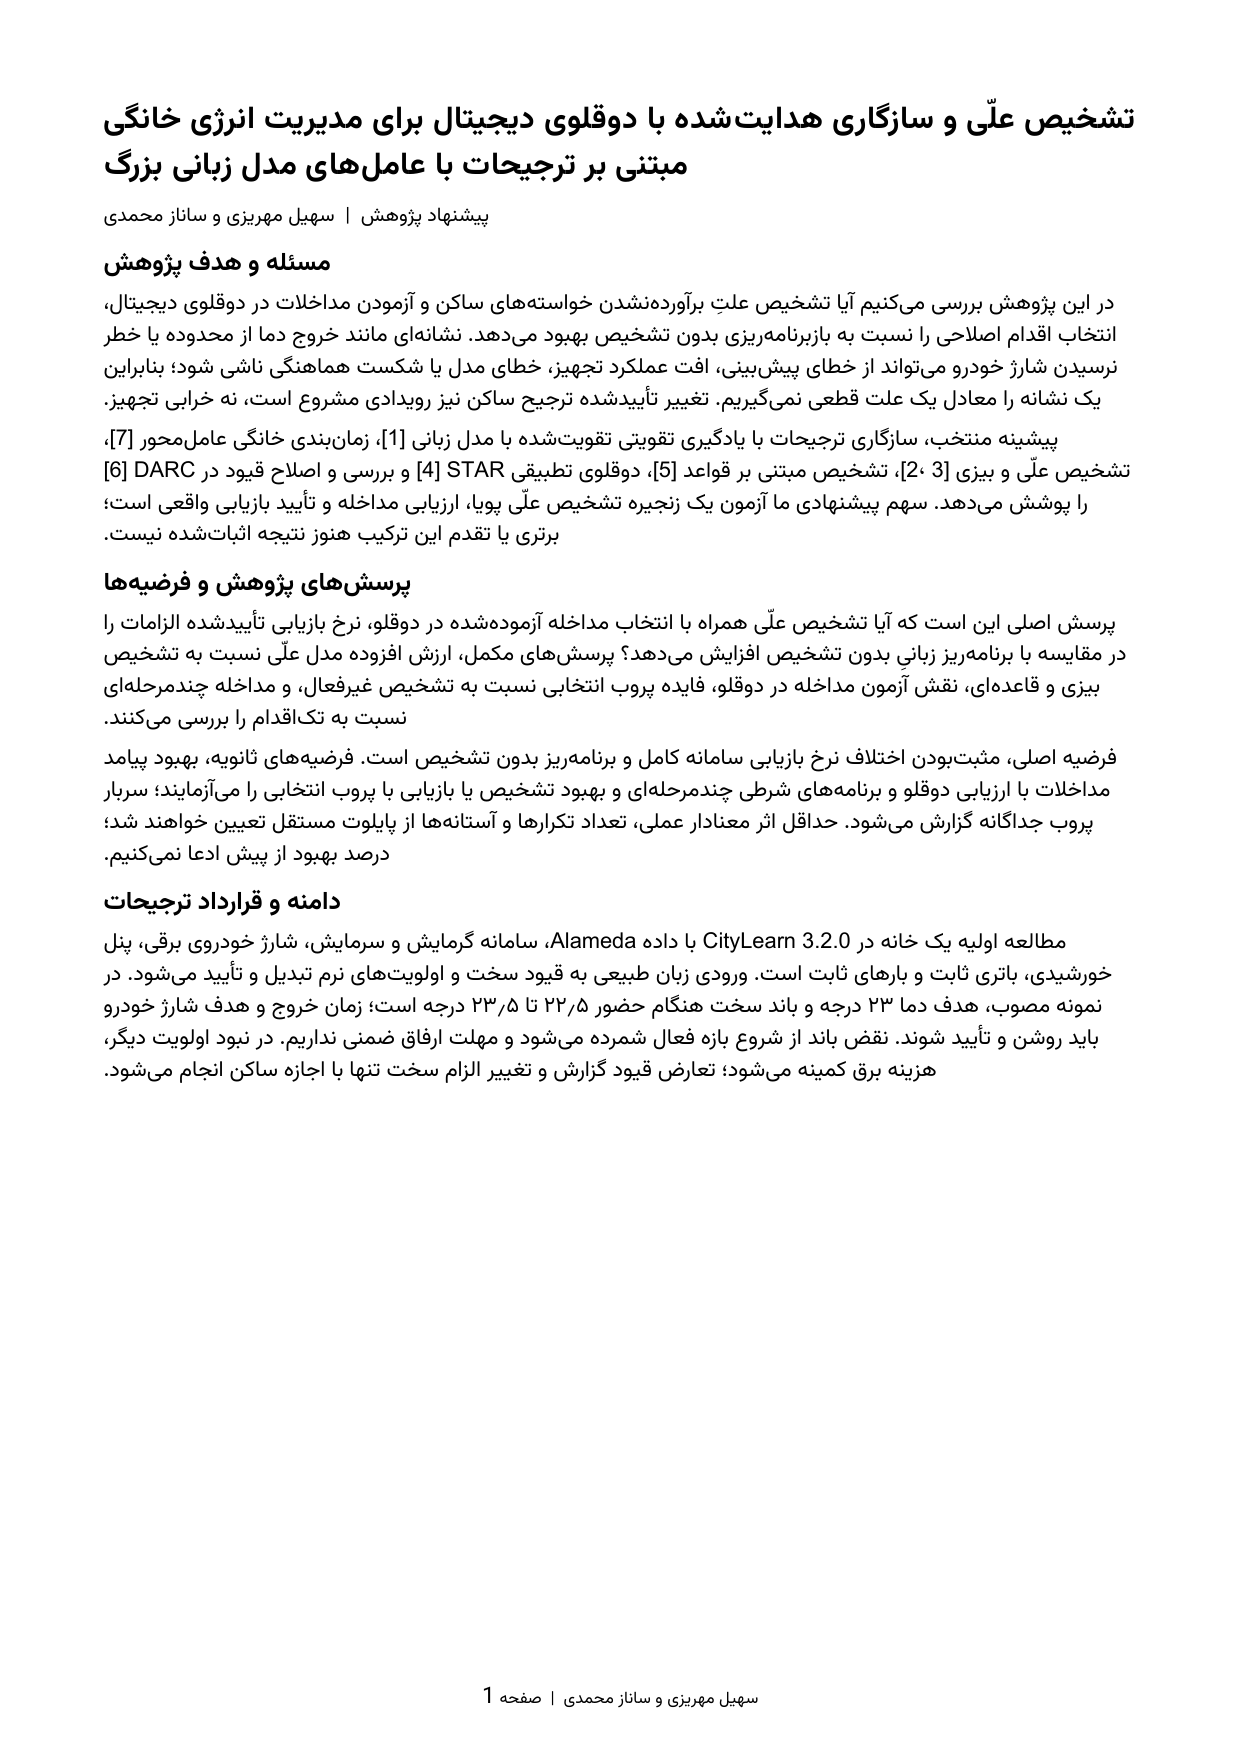 تشخیص علّی و سازگاری هدایت‌شده با دوقلوی دیجیتال برای مدیریت انرژی خانگی
مبتنی بر ترجیحات با عامل‌های مدل زبانی بزرگ
پیشنهاد پژوهش | سهیل مهریزی و ساناز محمدی
مسئله و هدف پژوهش
در این پژوهش بررسی می‌کنیم آیا تشخیص علتِ برآورده‌نشدن خواسته‌های ساکن و آزمودن مداخلات در دوقلوی دیجیتال،
انتخاب اقدام اصلاحی را نسبت به بازبرنامه‌ریزی بدون تشخیص بهبود می‌دهد. نشانه‌ای مانند خروج دما از محدوده یا خطر
نرسیدن شارژ خودرو می‌تواند از خطای پیش‌بینی، افت عملکرد تجهیز، خطای مدل یا شکست هماهنگی ناشی شود؛ بنابراین
یک نشانه را معادل یک علت قطعی نمی‌گیریم. تغییر تأییدشده ترجیح ساکن نیز رویدادی مشروع است، نه خرابی تجهیز.
پیشینه منتخب، سازگاری ترجیحات با یادگیری تقویتی تقویت‌شده با مدل زبانی [1]، زمان‌بندی خانگی عامل‌محور [7]،
تشخیص علّی و بیزی [2، 3]، تشخیص مبتنی بر قواعد [5]، دوقلوی تطبیقی STAR [4] و بررسی و اصلاح قیود در DARC [6]
را پوشش می‌دهد. سهم پیشنهادی ما آزمون یک زنجیره تشخیص علّی پویا، ارزیابی مداخله و تأیید بازیابی واقعی است؛
برتری یا تقدم این ترکیب هنوز نتیجه اثبات‌شده نیست.
پرسش‌های پژوهش و فرضیه‌ها
پرسش اصلی این است که آیا تشخیص علّی همراه با انتخاب مداخله آزموده‌شده در دوقلو، نرخ بازیابی تأییدشده الزامات را
در مقایسه با برنامه‌ریز زبانیِ بدون تشخیص افزایش می‌دهد؟ پرسش‌های مکمل، ارزش افزوده مدل علّی نسبت به تشخیص
بیزی و قاعده‌ای، نقش آزمون مداخله در دوقلو، فایده پروب انتخابی نسبت به تشخیص غیرفعال، و مداخله چندمرحله‌ای
نسبت به تک‌اقدام را بررسی می‌کنند.
فرضیه اصلی، مثبت‌بودن اختلاف نرخ بازیابی سامانه کامل و برنامه‌ریز بدون تشخیص است. فرضیه‌های ثانویه، بهبود پیامد
مداخلات با ارزیابی دوقلو و برنامه‌های شرطی چندمرحله‌ای و بهبود تشخیص یا بازیابی با پروب انتخابی را می‌آزمایند؛ سربار
پروب جداگانه گزارش می‌شود. حداقل اثر معنادار عملی، تعداد تکرارها و آستانه‌ها از پایلوت مستقل تعیین خواهند شد؛
درصد بهبود از پیش ادعا نمی‌کنیم.
دامنه و قرارداد ترجیحات
مطالعه اولیه یک خانه در CityLearn 3.2.0 با داده Alameda، سامانه گرمایش و سرمایش، شارژ خودروی برقی، پنل
خورشیدی، باتری ثابت و بارهای ثابت است. ورودی زبان طبیعی به قیود سخت و اولویت‌های نرم تبدیل و تأیید می‌شود. در
نمونه مصوب، هدف دما ۲۳ درجه و باند سخت هنگام حضور ۲۲٫۵ تا ۲۳٫۵ درجه است؛ زمان خروج و هدف شارژ خودرو
باید روشن و تأیید شوند. نقض باند از شروع بازه فعال شمرده می‌شود و مهلت ارفاق ضمنی نداریم. در نبود اولویت دیگر،
هزینه برق کمینه می‌شود؛ تعارض قیود گزارش و تغییر الزام سخت تنها با اجازه ساکن انجام می‌شود.
سهیل مهریزی و ساناز محمدی | صفحه 1